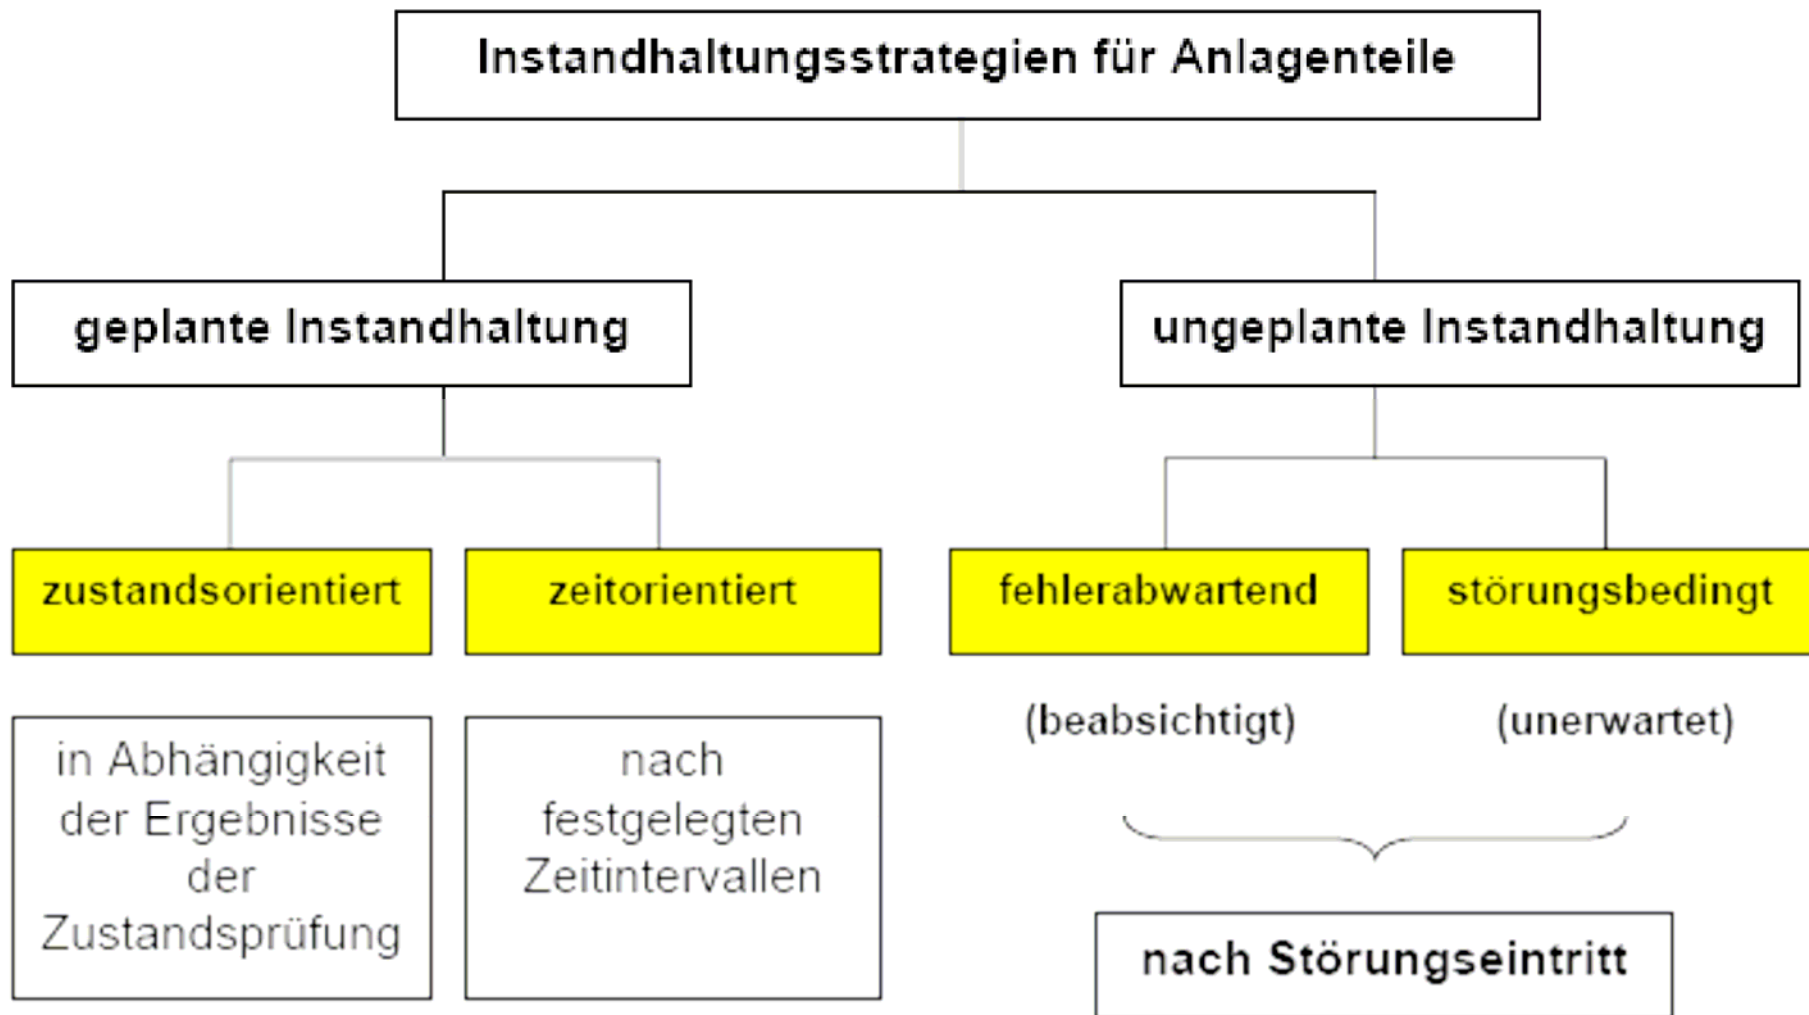 Instandhaltungsstrategien für Anlagenteile
geplante Instandhaltung
ungeplante Instandhaltung
zustandsorientiert
zeitorientiert
fehlerabwartend
störungsbedingt
(beabsichtigt)
(unerwartet)
in Abhängigkeit
der Ergebnisse
der
Zustandsprüfung
nach
festgelegten
Zeitintervallen
nach Störungseintritt